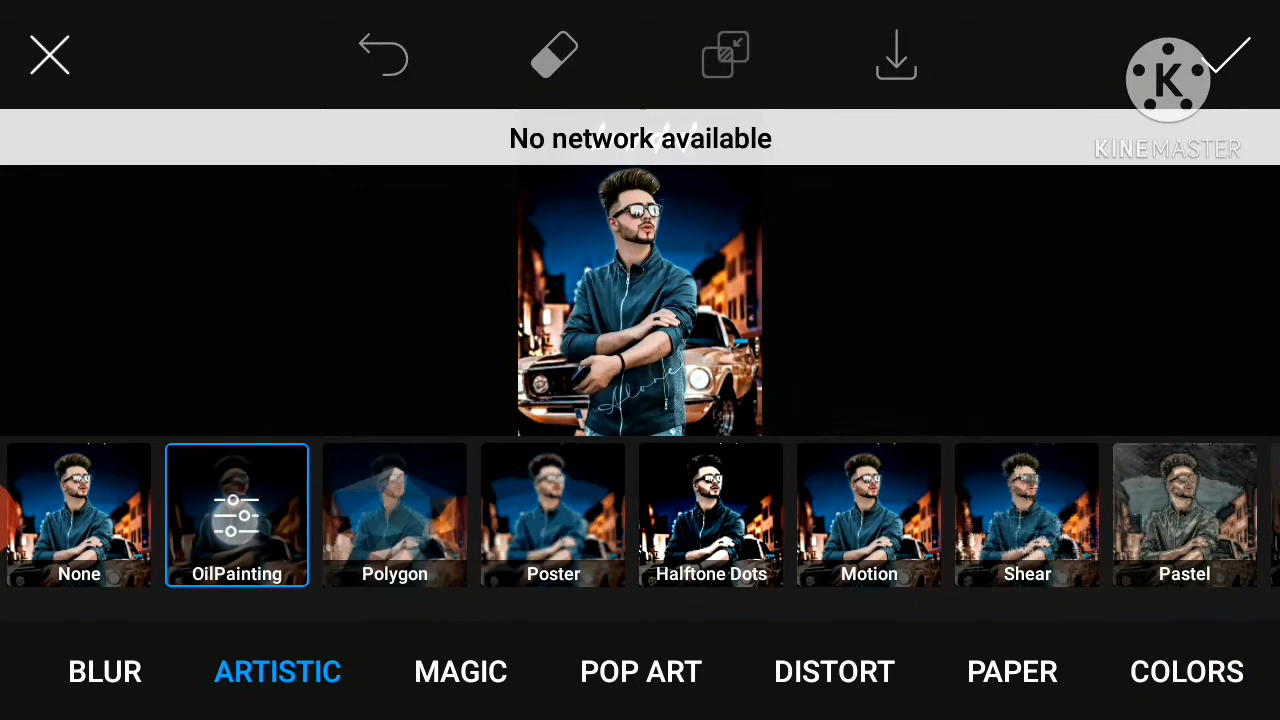 K
KINEMASTER
No network available
Alone
None
OilPainting
Polygon
Poster
Halftone Dots
Motion
Shear
Pastel
BLUR
ARTISTIC
MAGIC
POP ART
DISTORT
PAPER
COLORS